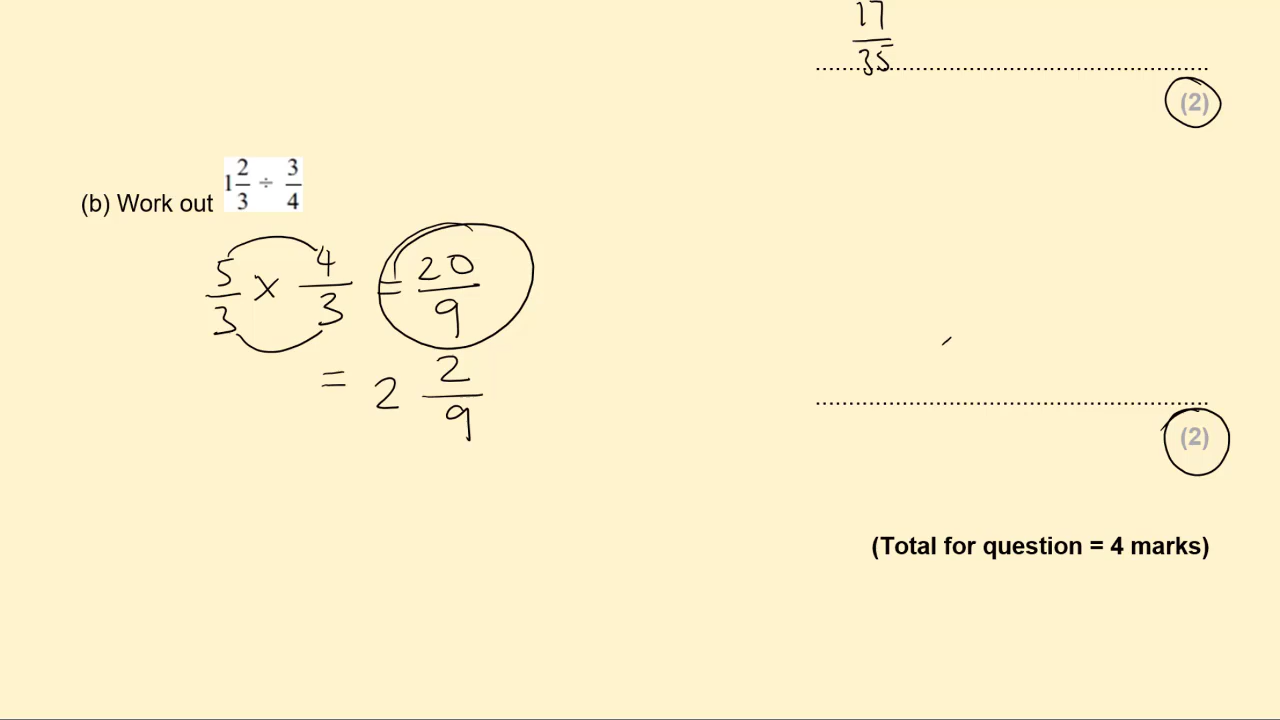 17/35
(2)
(b) Work out 1 2/3 ÷ 3/4
5/3 × 4/3 = 20/9
= 2 2/9
(2)
(Total for question = 4 marks)